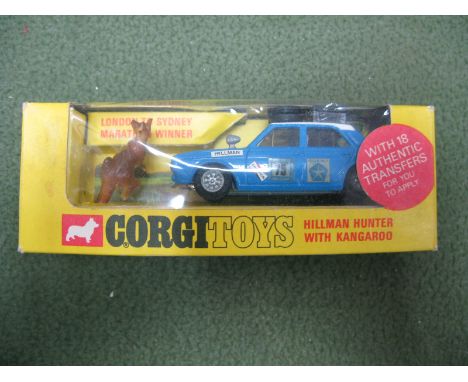 LONDON SYDNEY
MARATHON WINNER
HILLMAN
75
WITH 18
AUTHENTIC
TRANSFERS
FOR YOU
TO APPLY
CORGI TOYS
HILLMAN HUNTER
WITH KANGAROO